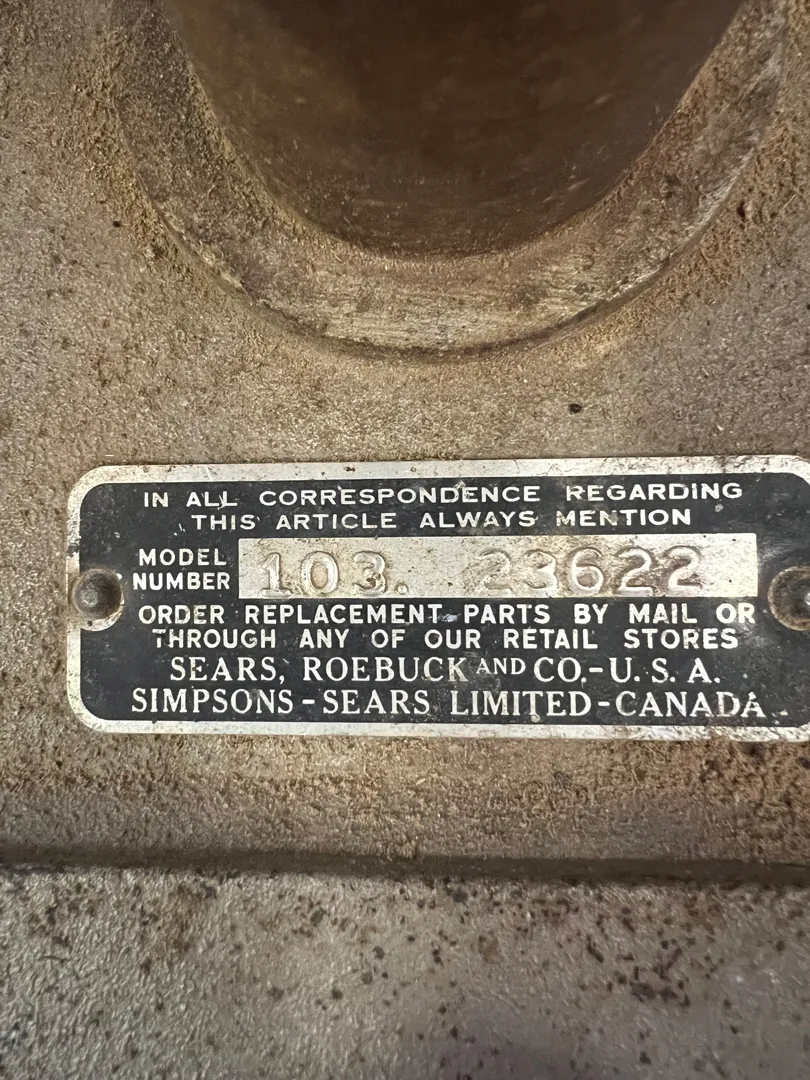 IN ALL CORRESPONDENCE REGARDING
THIS ARTICLE ALWAYS MENTION
MODEL NUMBER 103. 23622
ORDER REPLACEMENT PARTS BY MAIL OR
THROUGH ANY OF OUR RETAIL STORES
SEARS, ROEBUCK AND CO.-U.S.A.
SIMPSONS-SEARS LIMITED-CANADA